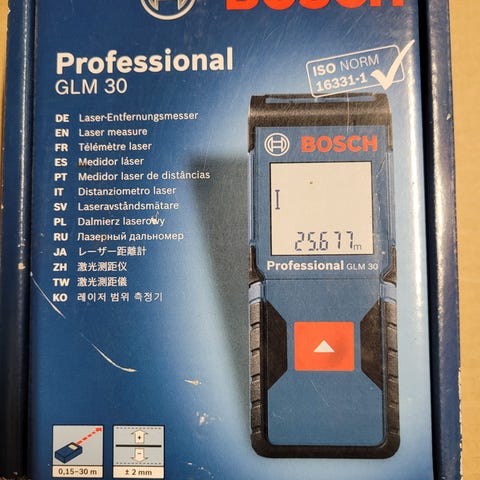 BOSCH
Professional
GLM 30
ISO NORM
16331-1
DE Laser-Entfernungsmesser
EN Laser measure
FR Télémètre laser
ES Medidor láser
PT Medidor laser de distâncias
IT Distanziometro laser
SV Laseravståndsmätare
PL Dalmierz laserowy
RU Лазерный дальномер
JA レーザー距離計
ZH 激光测距仪
TW 激光測距儀
KO 레이저 범위 측정기
BOSCH
25.677m
Professional GLM 30
0,15-30 m
± 2 mm